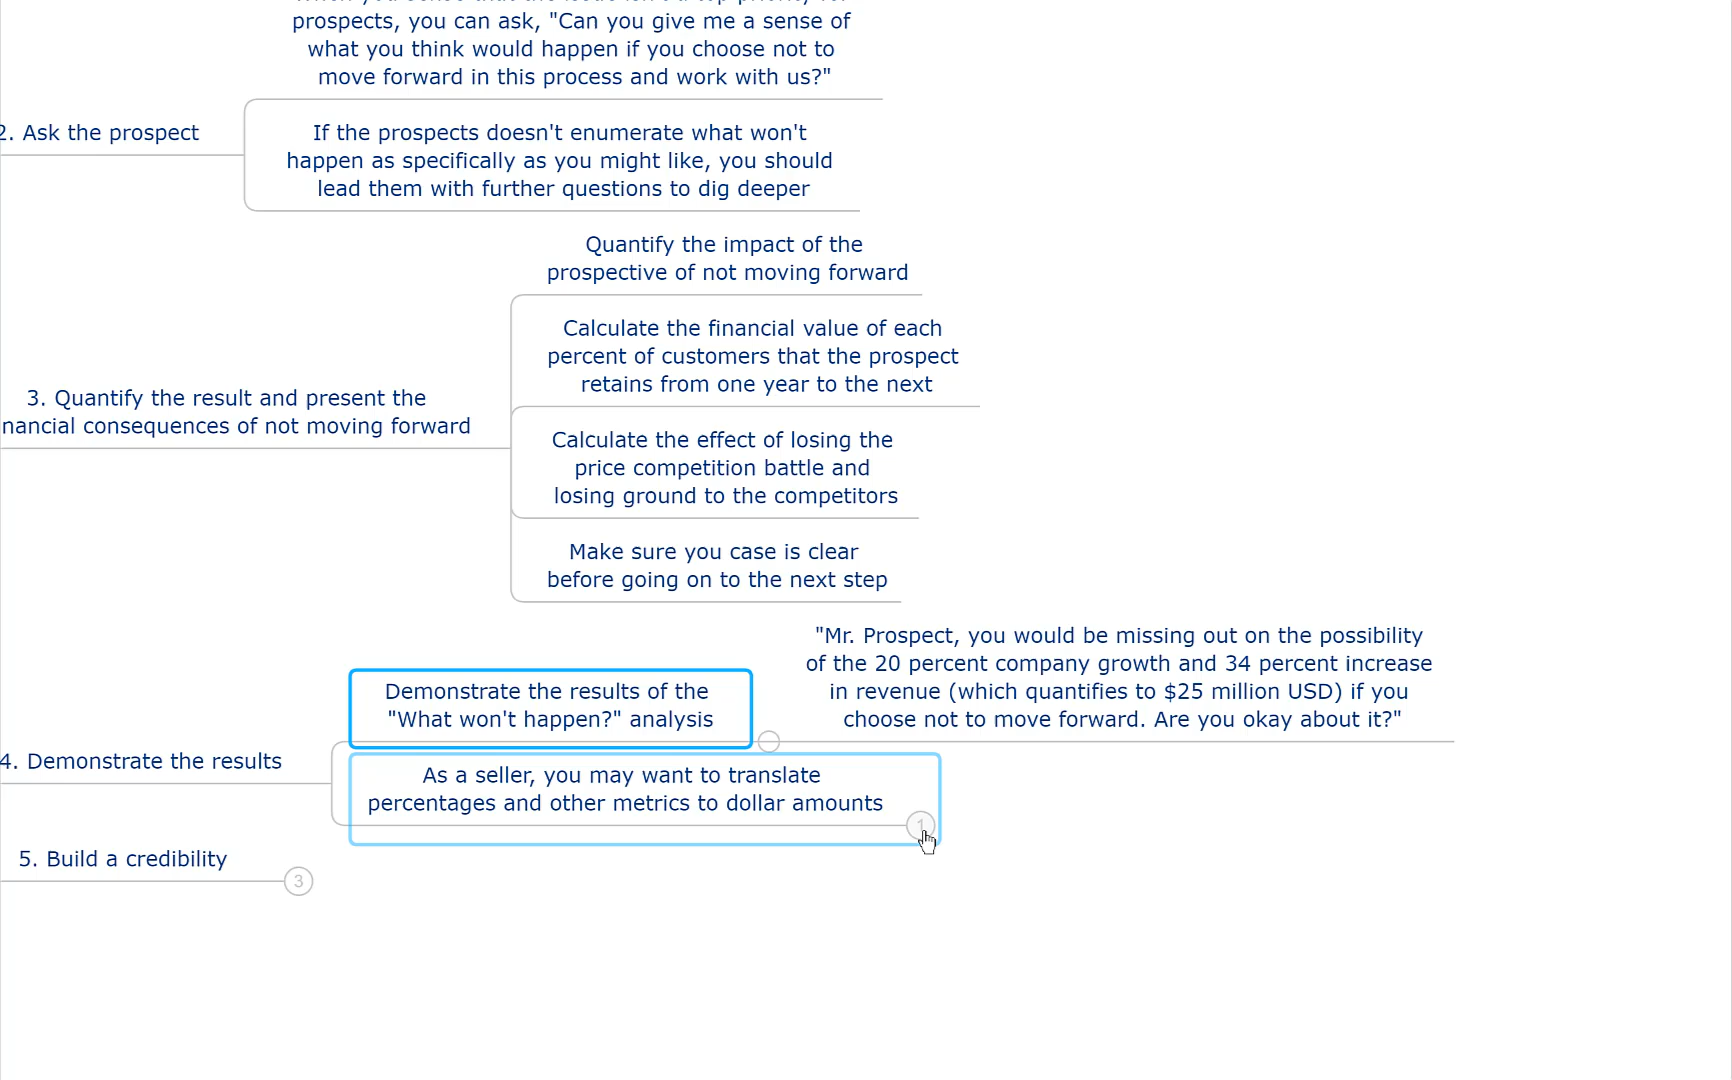 prospects, you can ask, "Can you give me a sense of
what you think would happen if you choose not to
move forward in this process and work with us?"
2. Ask the prospect
If the prospects doesn't enumerate what won't
happen as specifically as you might like, you should
lead them with further questions to dig deeper
Quantify the impact of the
prospective of not moving forward
Calculate the financial value of each
percent of customers that the prospect
retains from one year to the next
3. Quantify the result and present the
nancial consequences of not moving forward
Calculate the effect of losing the
price competition battle and
losing ground to the competitors
Make sure you case is clear
before going on to the next step
"Mr. Prospect, you would be missing out on the possibility
of the 20 percent company growth and 34 percent increase
in revenue (which quantifies to $25 million USD) if you
choose not to move forward. Are you okay about it?"
Demonstrate the results of the
"What won't happen?" analysis
4. Demonstrate the results
As a seller, you may want to translate
percentages and other metrics to dollar amounts
1
5. Build a credibility
3